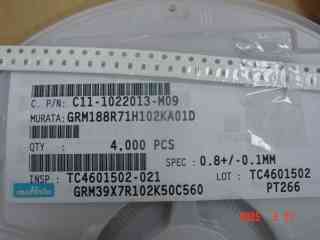 C. P/N: C11-1022013-M09
MURATA: GRM188R71H102KA01D
QTY : 4,000 PCS
SPEC : 0.8+/-0.1MM
INSP : TC4601502-021 LOT : TC4601502
muRata GRM39X7R102K50C560 PT266